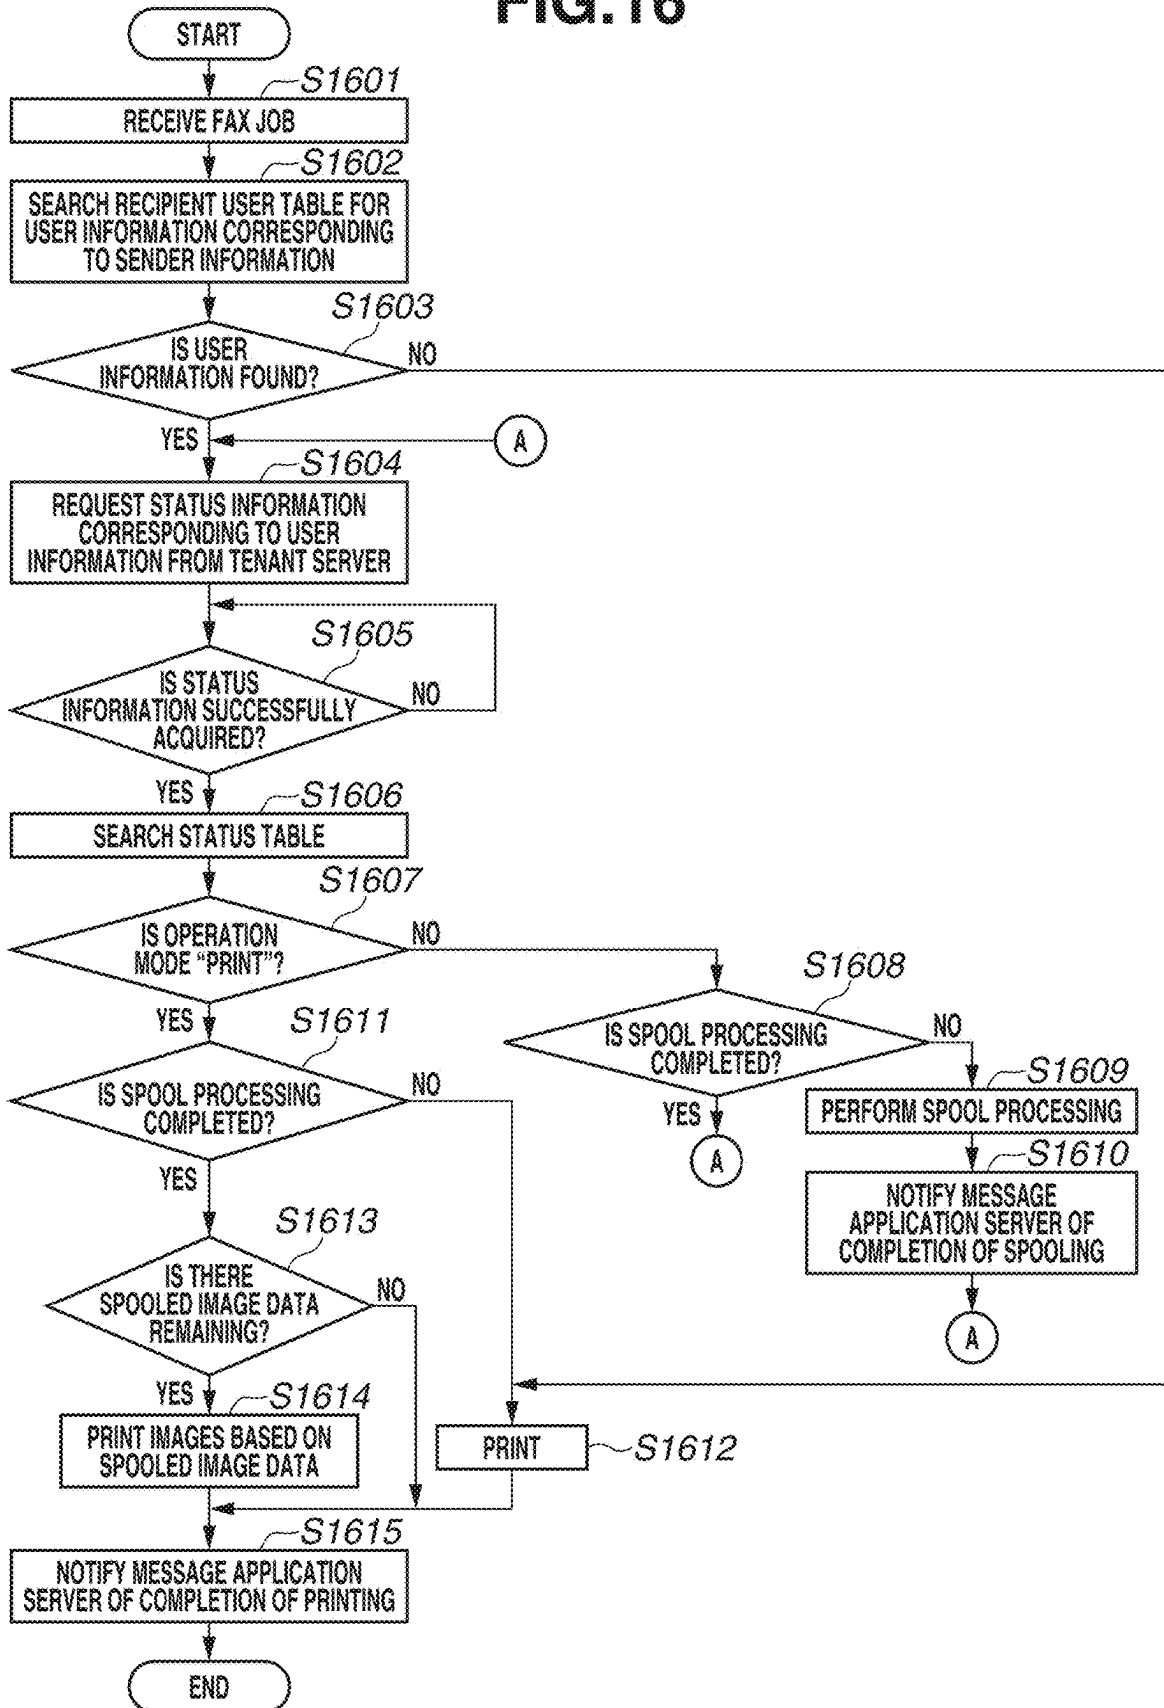 FIG.16
START
S1601
RECEIVE FAX JOB
S1602
SEARCH RECIPIENT USER TABLE FOR
USER INFORMATION CORRESPONDING
TO SENDER INFORMATION
S1603
IS USER
INFORMATION FOUND?
NO
YES
A
S1604
REQUEST STATUS INFORMATION
CORRESPONDING TO USER
INFORMATION FROM TENANT SERVER
S1605
IS STATUS
INFORMATION SUCCESSFULLY
ACQUIRED?
NO
YES
S1606
SEARCH STATUS TABLE
S1607
IS OPERATION
MODE “PRINT”?
NO
YES
S1608
IS SPOOL PROCESSING
COMPLETED?
NO
YES
A
S1609
PERFORM SPOOL PROCESSING
S1610
NOTIFY MESSAGE
APPLICATION SERVER OF
COMPLETION OF SPOOLING
A
S1611
IS SPOOL PROCESSING
COMPLETED?
NO
YES
S1613
IS THERE
SPOOLED IMAGE DATA
REMAINING?
NO
YES
S1614
PRINT IMAGES BASED ON
SPOOLED IMAGE DATA
PRINT
S1612
S1615
NOTIFY MESSAGE APPLICATION
SERVER OF COMPLETION OF PRINTING
END